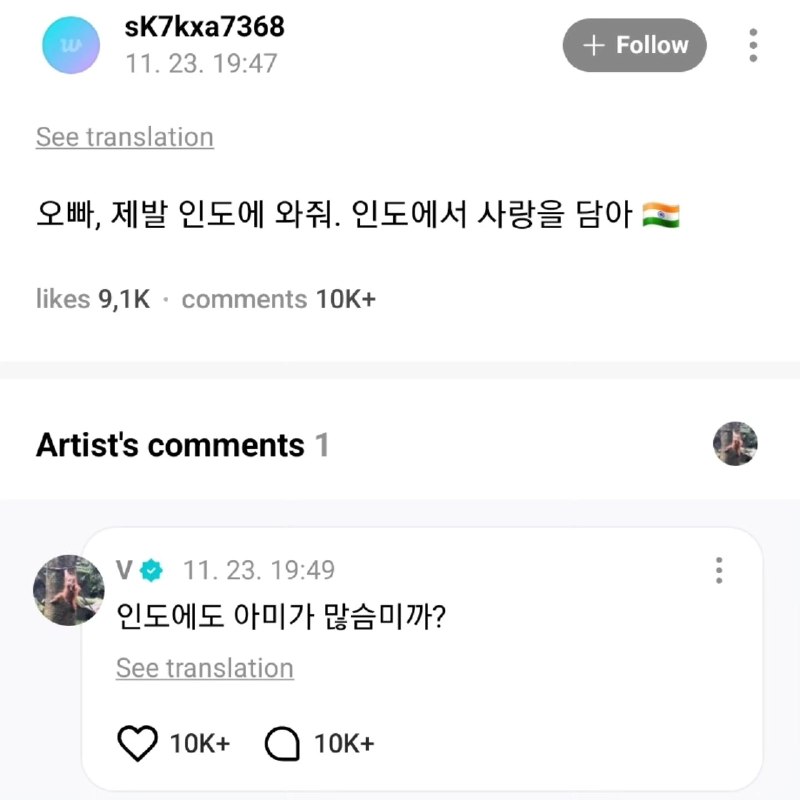 sK7kxa7368
11. 23. 19:47
+ Follow
See translation
오빠, 제발 인도에 와줘. 인도에서 사랑을 담아 🇮🇳
likes 9,1K · comments 10K+
Artist's comments 1
V 11. 23. 19:49
인도에도 아미가 많슴미까?
See translation
10K+ 10K+